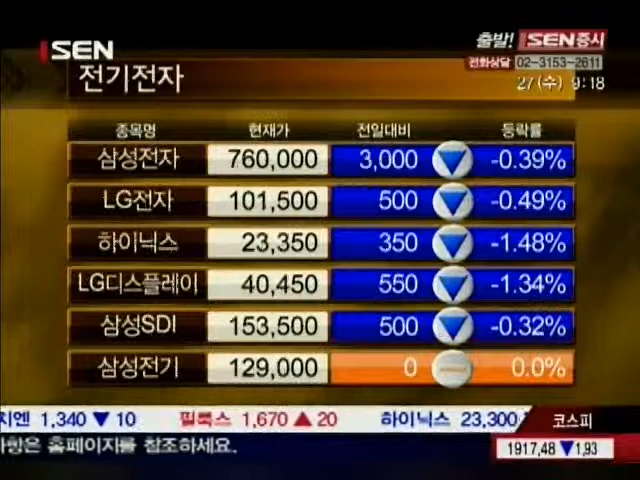 SEN
출발! SEN증시
전화상담 02-3153-2611
27(수) 9:18
전기전자
종목명 현재가 전일대비 등락률
삼성전자 760,000 3,000 ▼ -0.39%
LG전자 101,500 500 ▼ -0.49%
하이닉스 23,350 350 ▼ -1.48%
LG디스플레이 40,450 550 ▼ -1.34%
삼성SDI 153,500 500 ▼ -0.32%
삼성전기 129,000 0 0.0%
지엔 1,340 ▼ 10 필룩스 1,670 ▲ 20 하이닉스 23,300 코스피
사항은 홈페이지를 참조하세요. 1917,48 ▼1,93